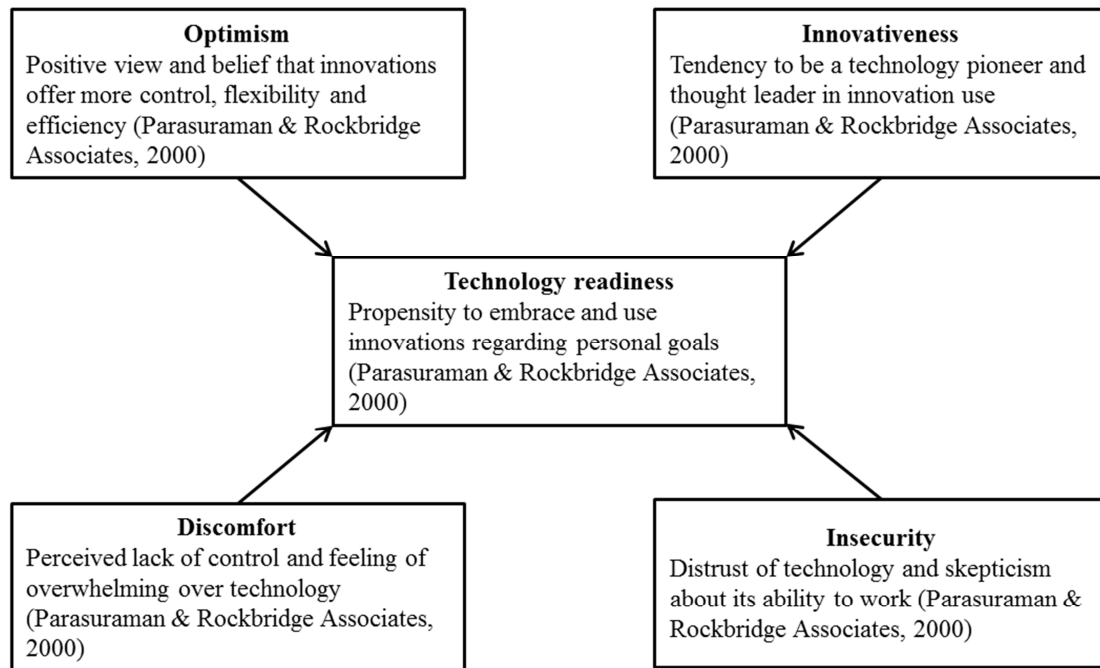 Optimism
Positive view and belief that innovations
offer more control, flexibility and
efficiency (Parasuraman & Rockbridge
Associates, 2000)
Innovativeness
Tendency to be a technology pioneer and
thought leader in innovation use
(Parasuraman & Rockbridge Associates,
2000)
Technology readiness
Propensity to embrace and use
innovations regarding personal goals
(Parasuraman & Rockbridge Associates,
2000)
Discomfort
Perceived lack of control and feeling of
overwhelming over technology
(Parasuraman & Rockbridge Associates,
2000)
Insecurity
Distrust of technology and skepticism
about its ability to work (Parasuraman &
Rockbridge Associates, 2000)